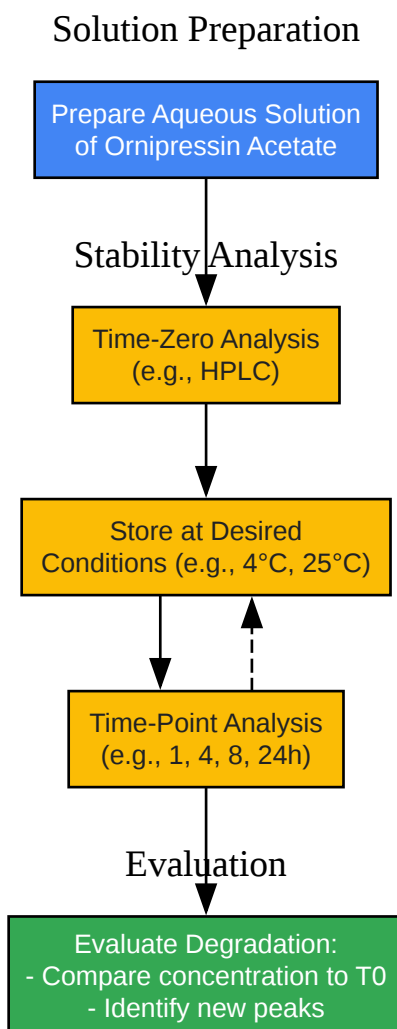 Solution Preparation
Prepare Aqueous Solution
of Ornipressin Acetate
Stability Analysis
Time-Zero Analysis
(e.g., HPLC)
Store at Desired
Conditions (e.g., 4°C, 25°C)
Time-Point Analysis
(e.g., 1, 4, 8, 24h)
Evaluation
Evaluate Degradation:
- Compare concentration to T0
- Identify new peaks